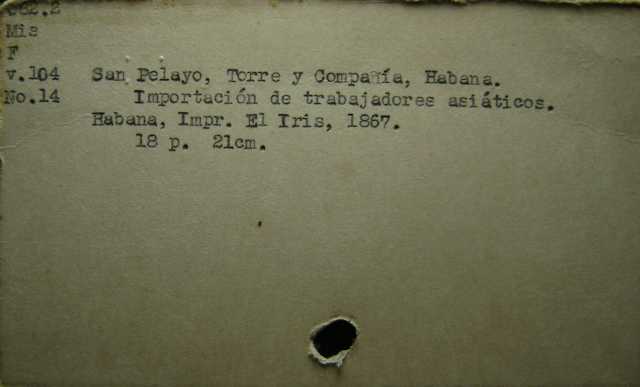 Mis
F
v.104 San Pelayo, Torre y Compañía, Habana.
No.14 Importación de trabajadores asiáticos.
Habana, Impr. El Iris, 1867.
18 p. 21cm.